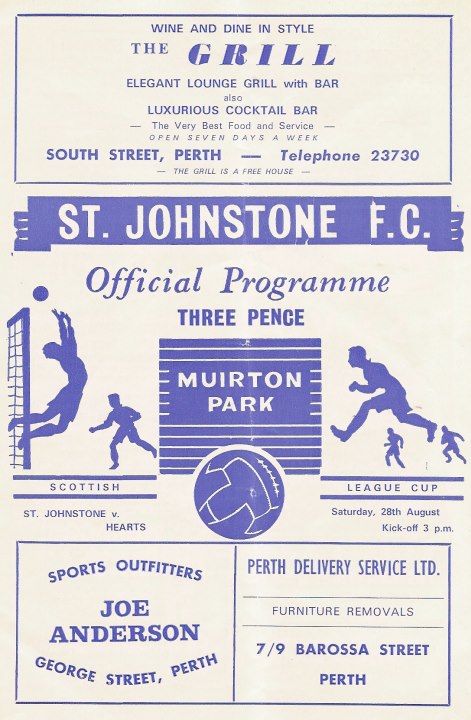 WINE AND DINE IN STYLE
THE GRILL
ELEGANT LOUNGE GRILL with BAR
also
LUXURIOUS COCKTAIL BAR
— The Very Best Food and Service —
OPEN SEVEN DAYS A WEEK
SOUTH STREET, PERTH — Telephone 23730
— THE GRILL IS A FREE HOUSE —
ST. JOHNSTONE F.C.
Official Programme
THREE PENCE
MUIRTON
PARK
SCOTTISH
LEAGUE CUP
ST. JOHNSTONE v.
HEARTS
Saturday, 28th August
Kick-off 3 p.m.
SPORTS OUTFITTERS
JOE
ANDERSON
GEORGE STREET, PERTH
PERTH DELIVERY SERVICE LTD.
FURNITURE REMOVALS
7/9 BAROSSA STREET
PERTH